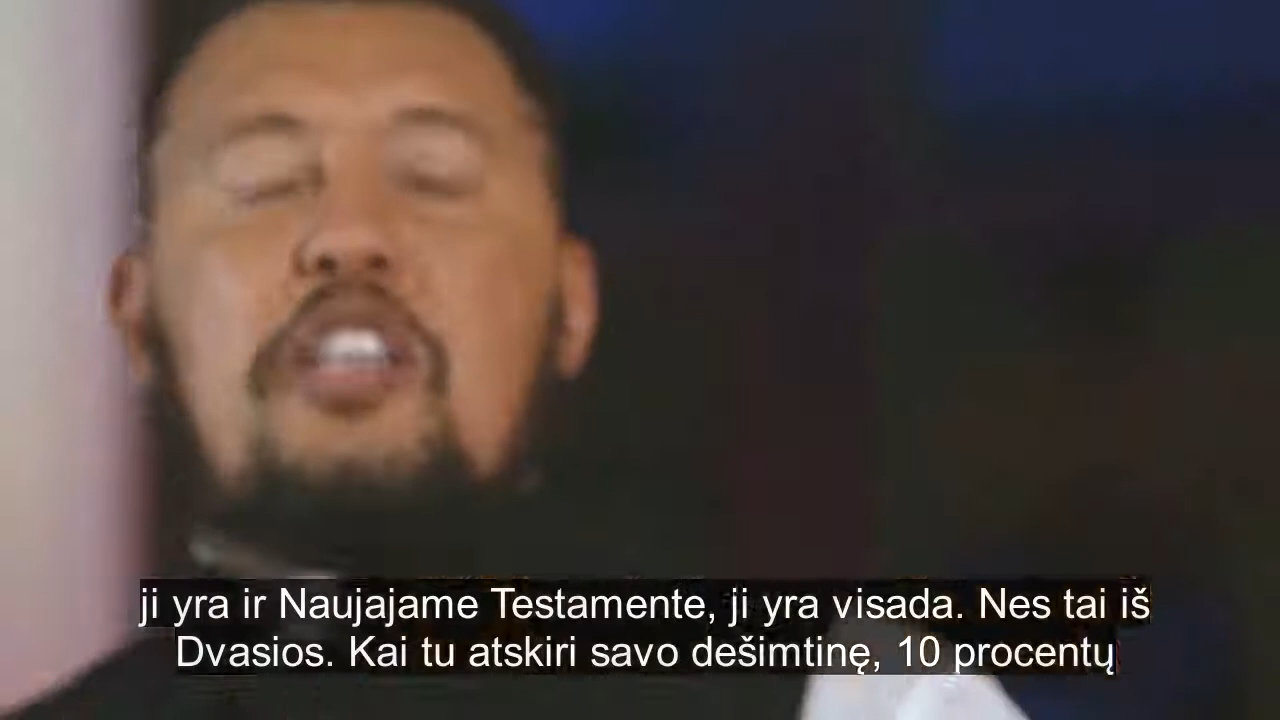 ji yra ir Naujajame Testamente, ji yra visada. Nes tai iš
Dvasios. Kai tu atskiri savo dešimtinę, 10 procentų